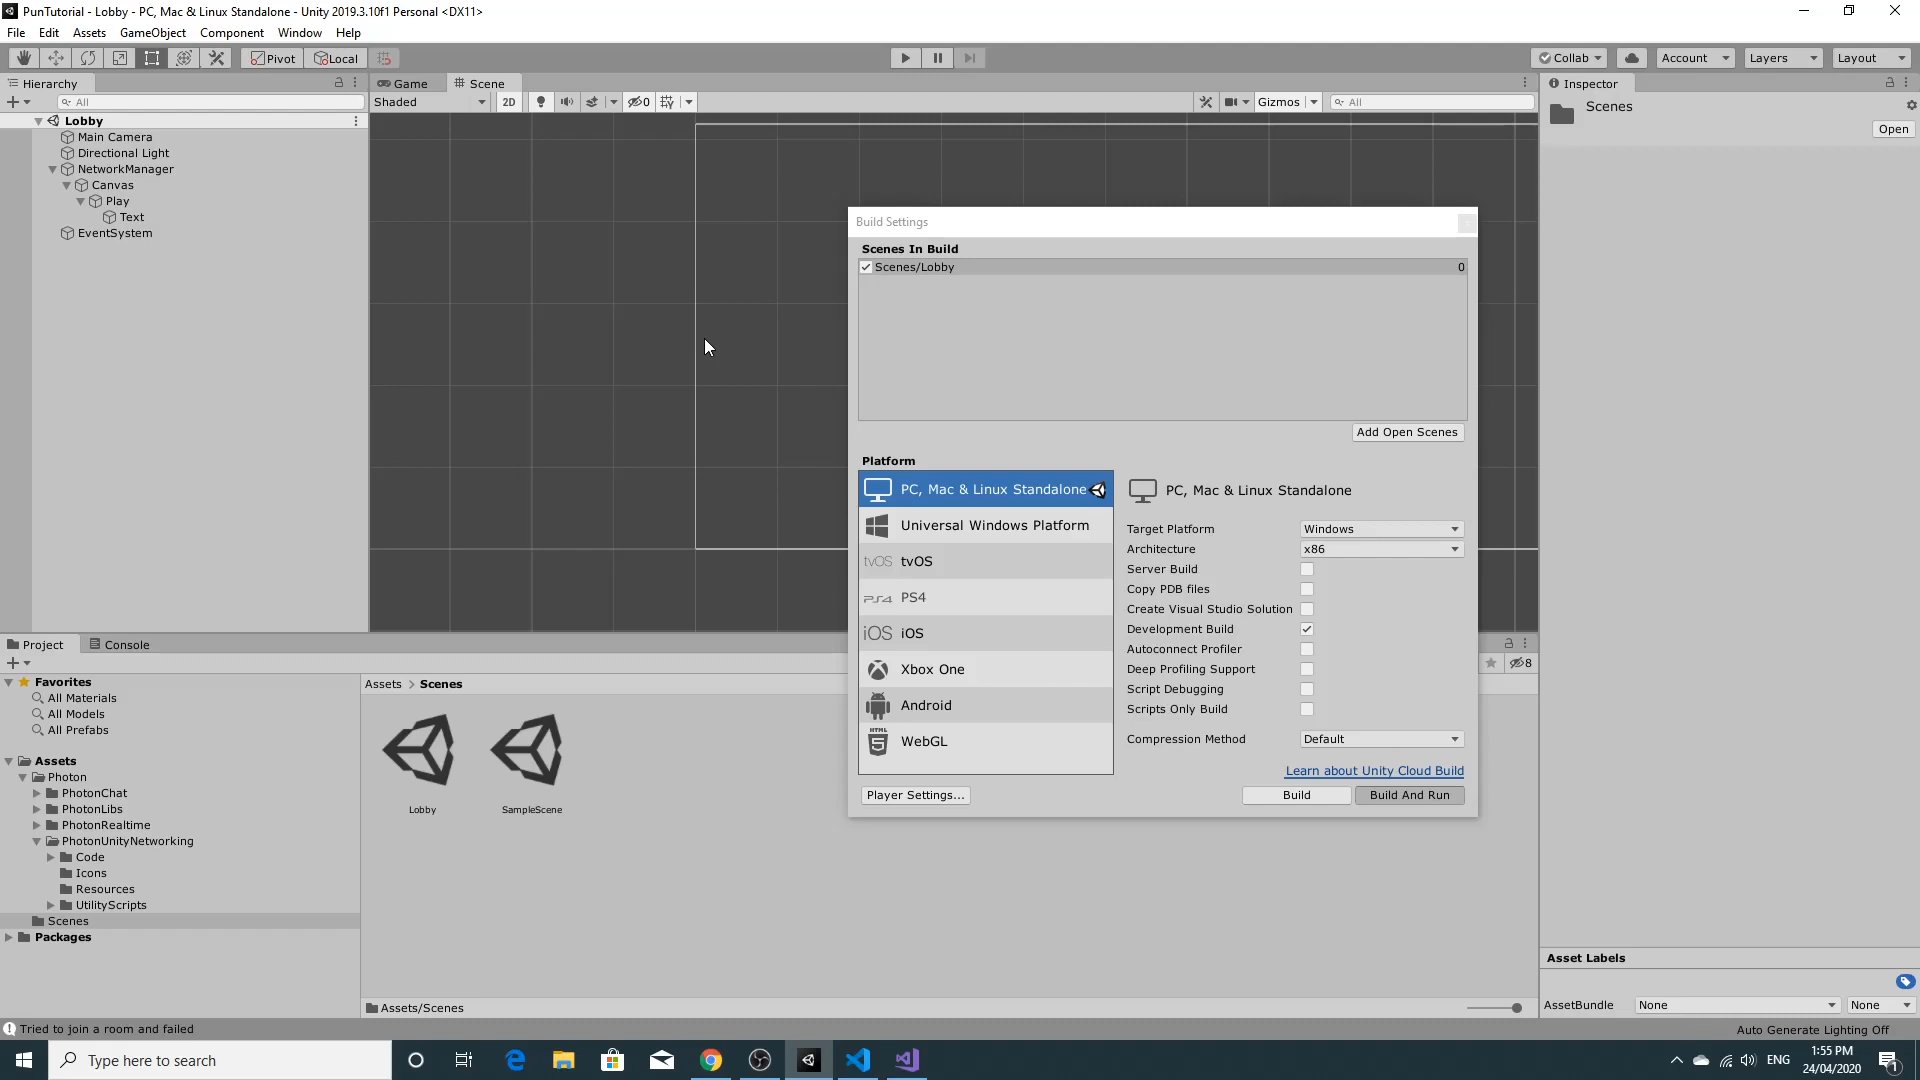 PunTutorial - Lobby - PC, Mac & Linux Standalone - Unity 2019.3.10f1 Personal <DX11>
File Edit Assets GameObject Component Window Help
Pivot Local Collab Account Layers Layout
Hierarchy
All
Lobby
Main Camera
Directional Light
NetworkManager
Canvas
Play
Text
EventSystem
Game Scene
Shaded 2D 0 Gizmos All
Inspector
Scenes
Open
Build Settings
Scenes In Build
Scenes/Lobby 0
Add Open Scenes
Platform
PC, Mac & Linux Standalone
Universal Windows Platform
tvOS tvOS
PS4
iOS iOS
Xbox One
Android
HTML 5 WebGL
PC, Mac & Linux Standalone
Target Platform Windows
Architecture x86
Server Build
Copy PDB files
Create Visual Studio Solution
Development Build
Autoconnect Profiler
Deep Profiling Support
Script Debugging
Scripts Only Build
Compression Method Default
Learn about Unity Cloud Build
Player Settings... Build Build And Run
Project Console
8
Favorites
All Materials
All Models
All Prefabs
Assets
Photon
PhotonChat
PhotonLibs
PhotonRealtime
PhotonUnityNetworking
Code
Icons
Resources
UtilityScripts
Scenes
Packages
Assets > Scenes
Lobby SampleScene
Assets/Scenes
Asset Labels
AssetBundle None None
Tried to join a room and failed
Auto Generate Lighting Off
Type here to search
ENG
1:55 PM
24/04/2020
1